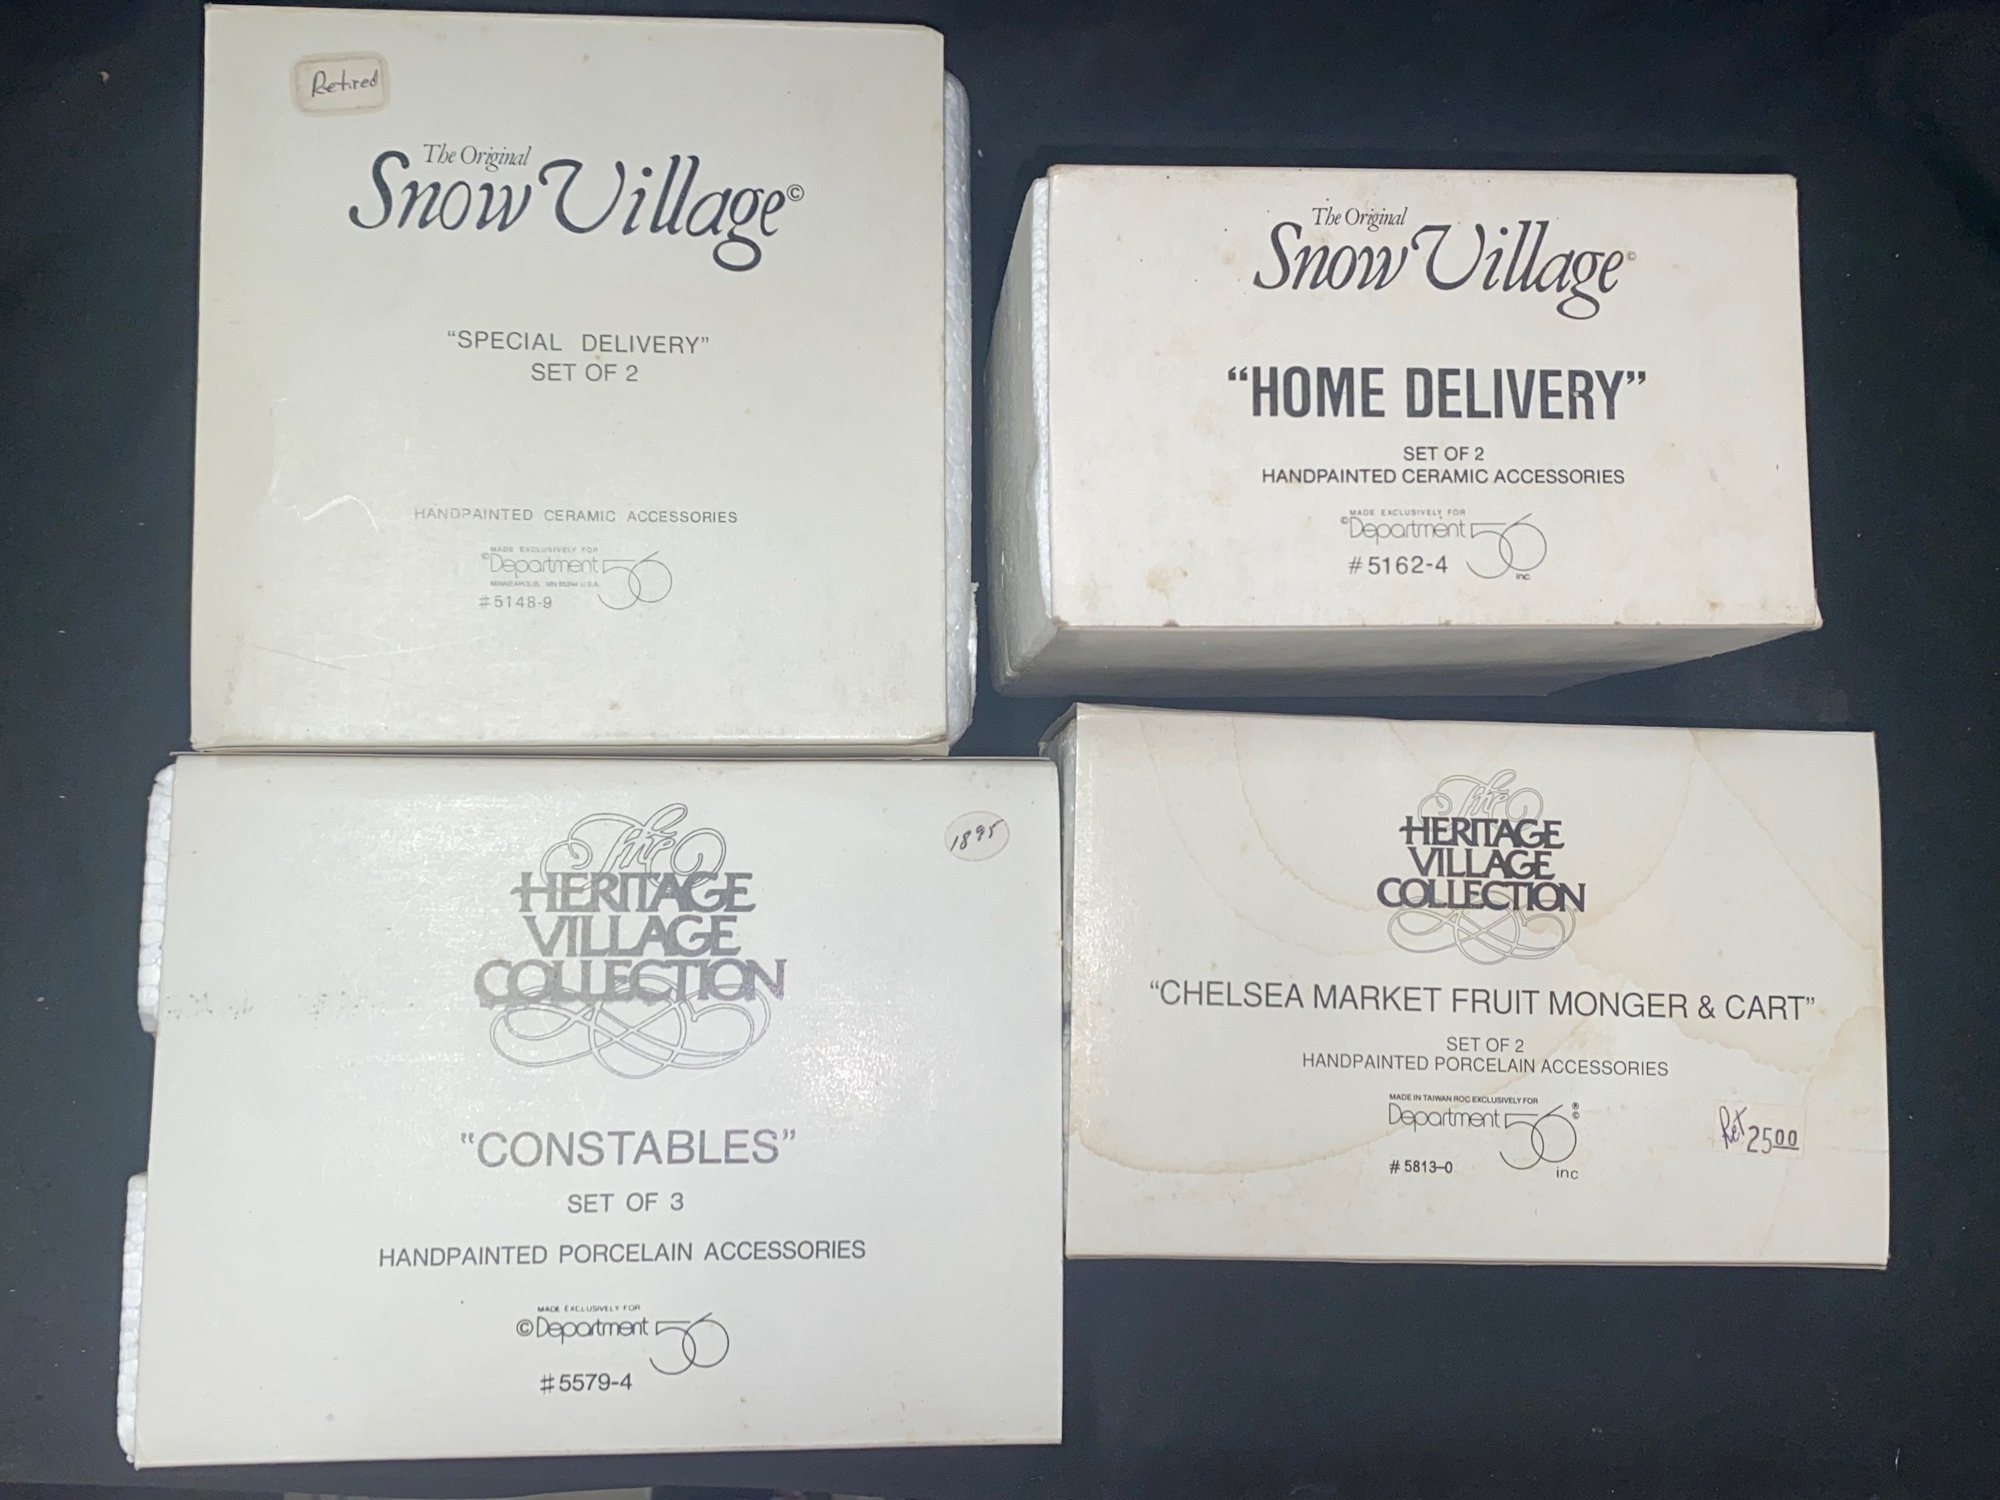 Retired
The Original
Snow Village©
"SPECIAL DELIVERY"
SET OF 2
HANDPAINTED CERAMIC ACCESSORIES
MADE EXCLUSIVELY FOR
©Department 56
MINNEAPOLIS, MN 55344 U.S.A.
#5148-9
The Original
Snow Village©
"HOME DELIVERY"
SET OF 2
HANDPAINTED CERAMIC ACCESSORIES
MADE EXCLUSIVELY FOR
©Department 56
inc.
#5162-4
1895
The
HERITAGE
VILLAGE
COLLECTION
"CONSTABLES"
SET OF 3
HANDPAINTED PORCELAIN ACCESSORIES
MADE EXCLUSIVELY FOR
©Department 56
#5579-4
The
HERITAGE
VILLAGE
COLLECTION
"CHELSEA MARKET FRUIT MONGER & CART"
SET OF 2
HANDPAINTED PORCELAIN ACCESSORIES
MADE IN TAIWAN ROC EXCLUSIVELY FOR
Department 56 ®©
inc
#5813-0
Ret 25.00